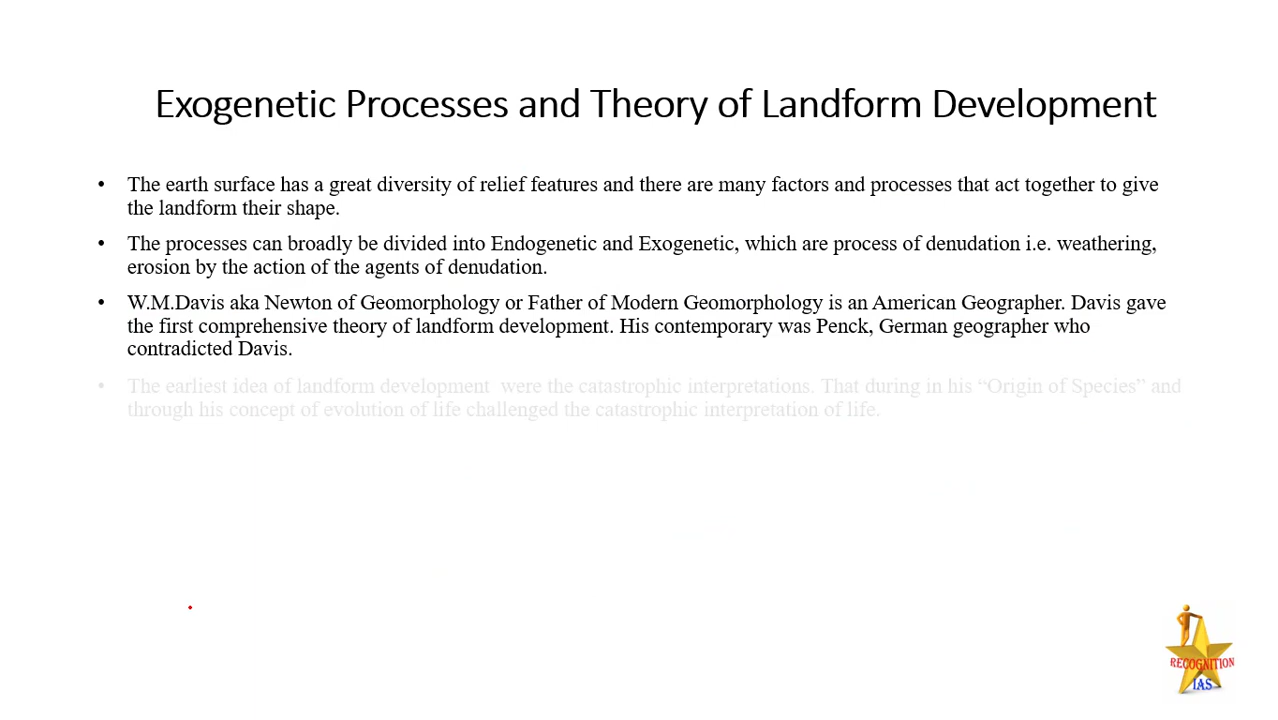 Exogenetic Processes and Theory of Landform Development
• The earth surface has a great diversity of relief features and there are many factors and processes that act together to give
the landform their shape.
• The processes can broadly be divided into Endogenetic and Exogenetic, which are process of denudation i.e. weathering,
erosion by the action of the agents of denudation.
• W.M.Davis aka Newton of Geomorphology or Father of Modern Geomorphology is an American Geographer. Davis gave
the first comprehensive theory of landform development. His contemporary was Penck, German geographer who
contradicted Davis.
• The earliest idea of landform development were the catastrophic interpretations. That during in his “Origin of Species” and
through his concept of evolution of life challenged the catastrophic interpretation of life.
RECOGNITION
IAS